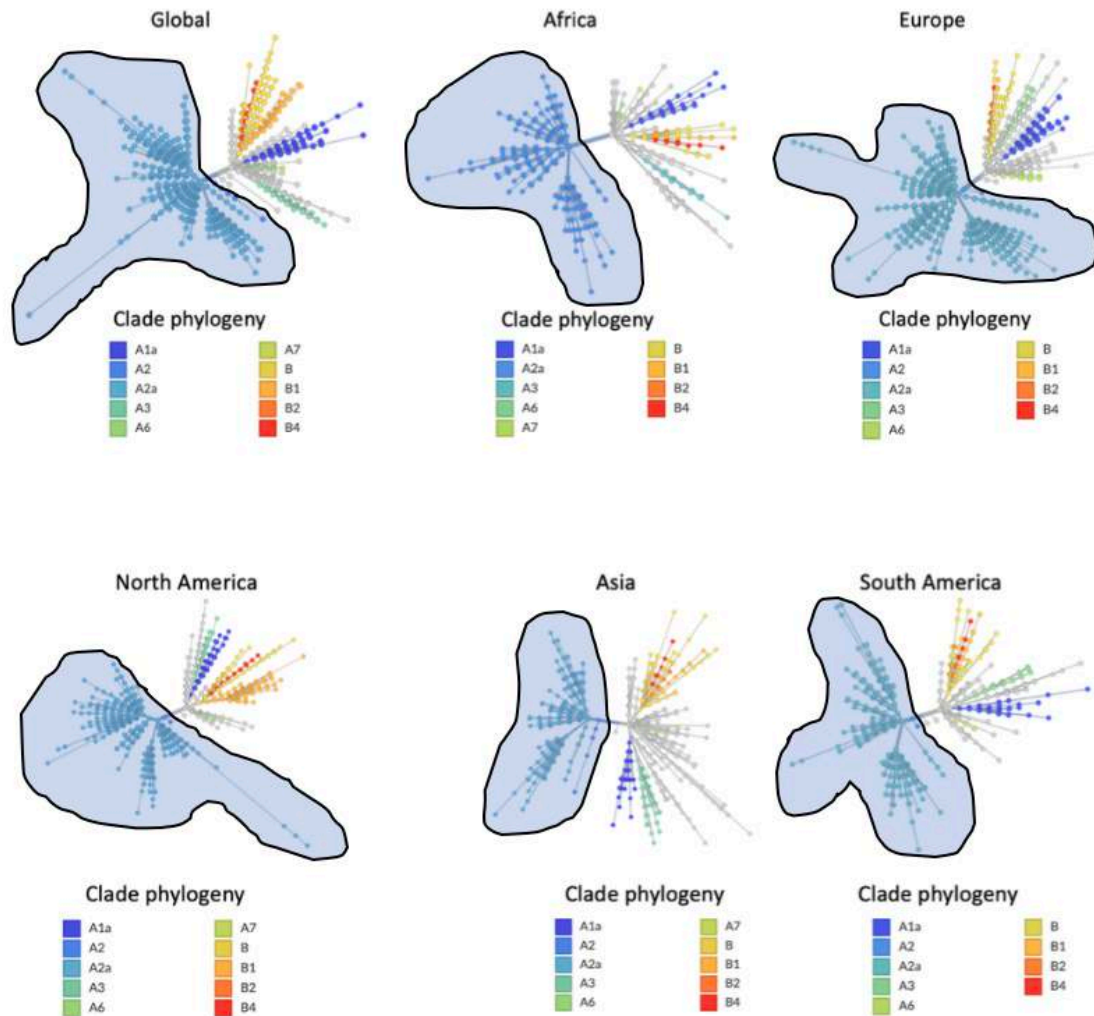 Global
Africa
Europe
Clade phylogeny
A1a
A2
A2a
A3
A6
A7
B
B1
B2
B4
Clade phylogeny
A1a
A2a
A3
A6
A7
B
B1
B2
B4
Clade phylogeny
A1a
A2
A2a
A3
A6
B
B1
B2
B4
North America
Asia
South America
Clade phylogeny
A1a
A2
A2a
A3
A6
A7
B
B1
B2
B4
Clade phylogeny
A1a
A2
A2a
A3
A6
A7
B
B1
B2
B4
Clade phylogeny
A1a
A2
A2a
A3
A6
B
B1
B2
B4